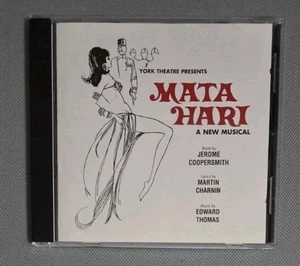 YORK THEATRE PRESENTS
MATA
HARI
A NEW MUSICAL
Book by
JEROME
COOPERSMITH
Lyrics by
MARTIN
CHARNIN
Music by
EDWARD
THOMAS